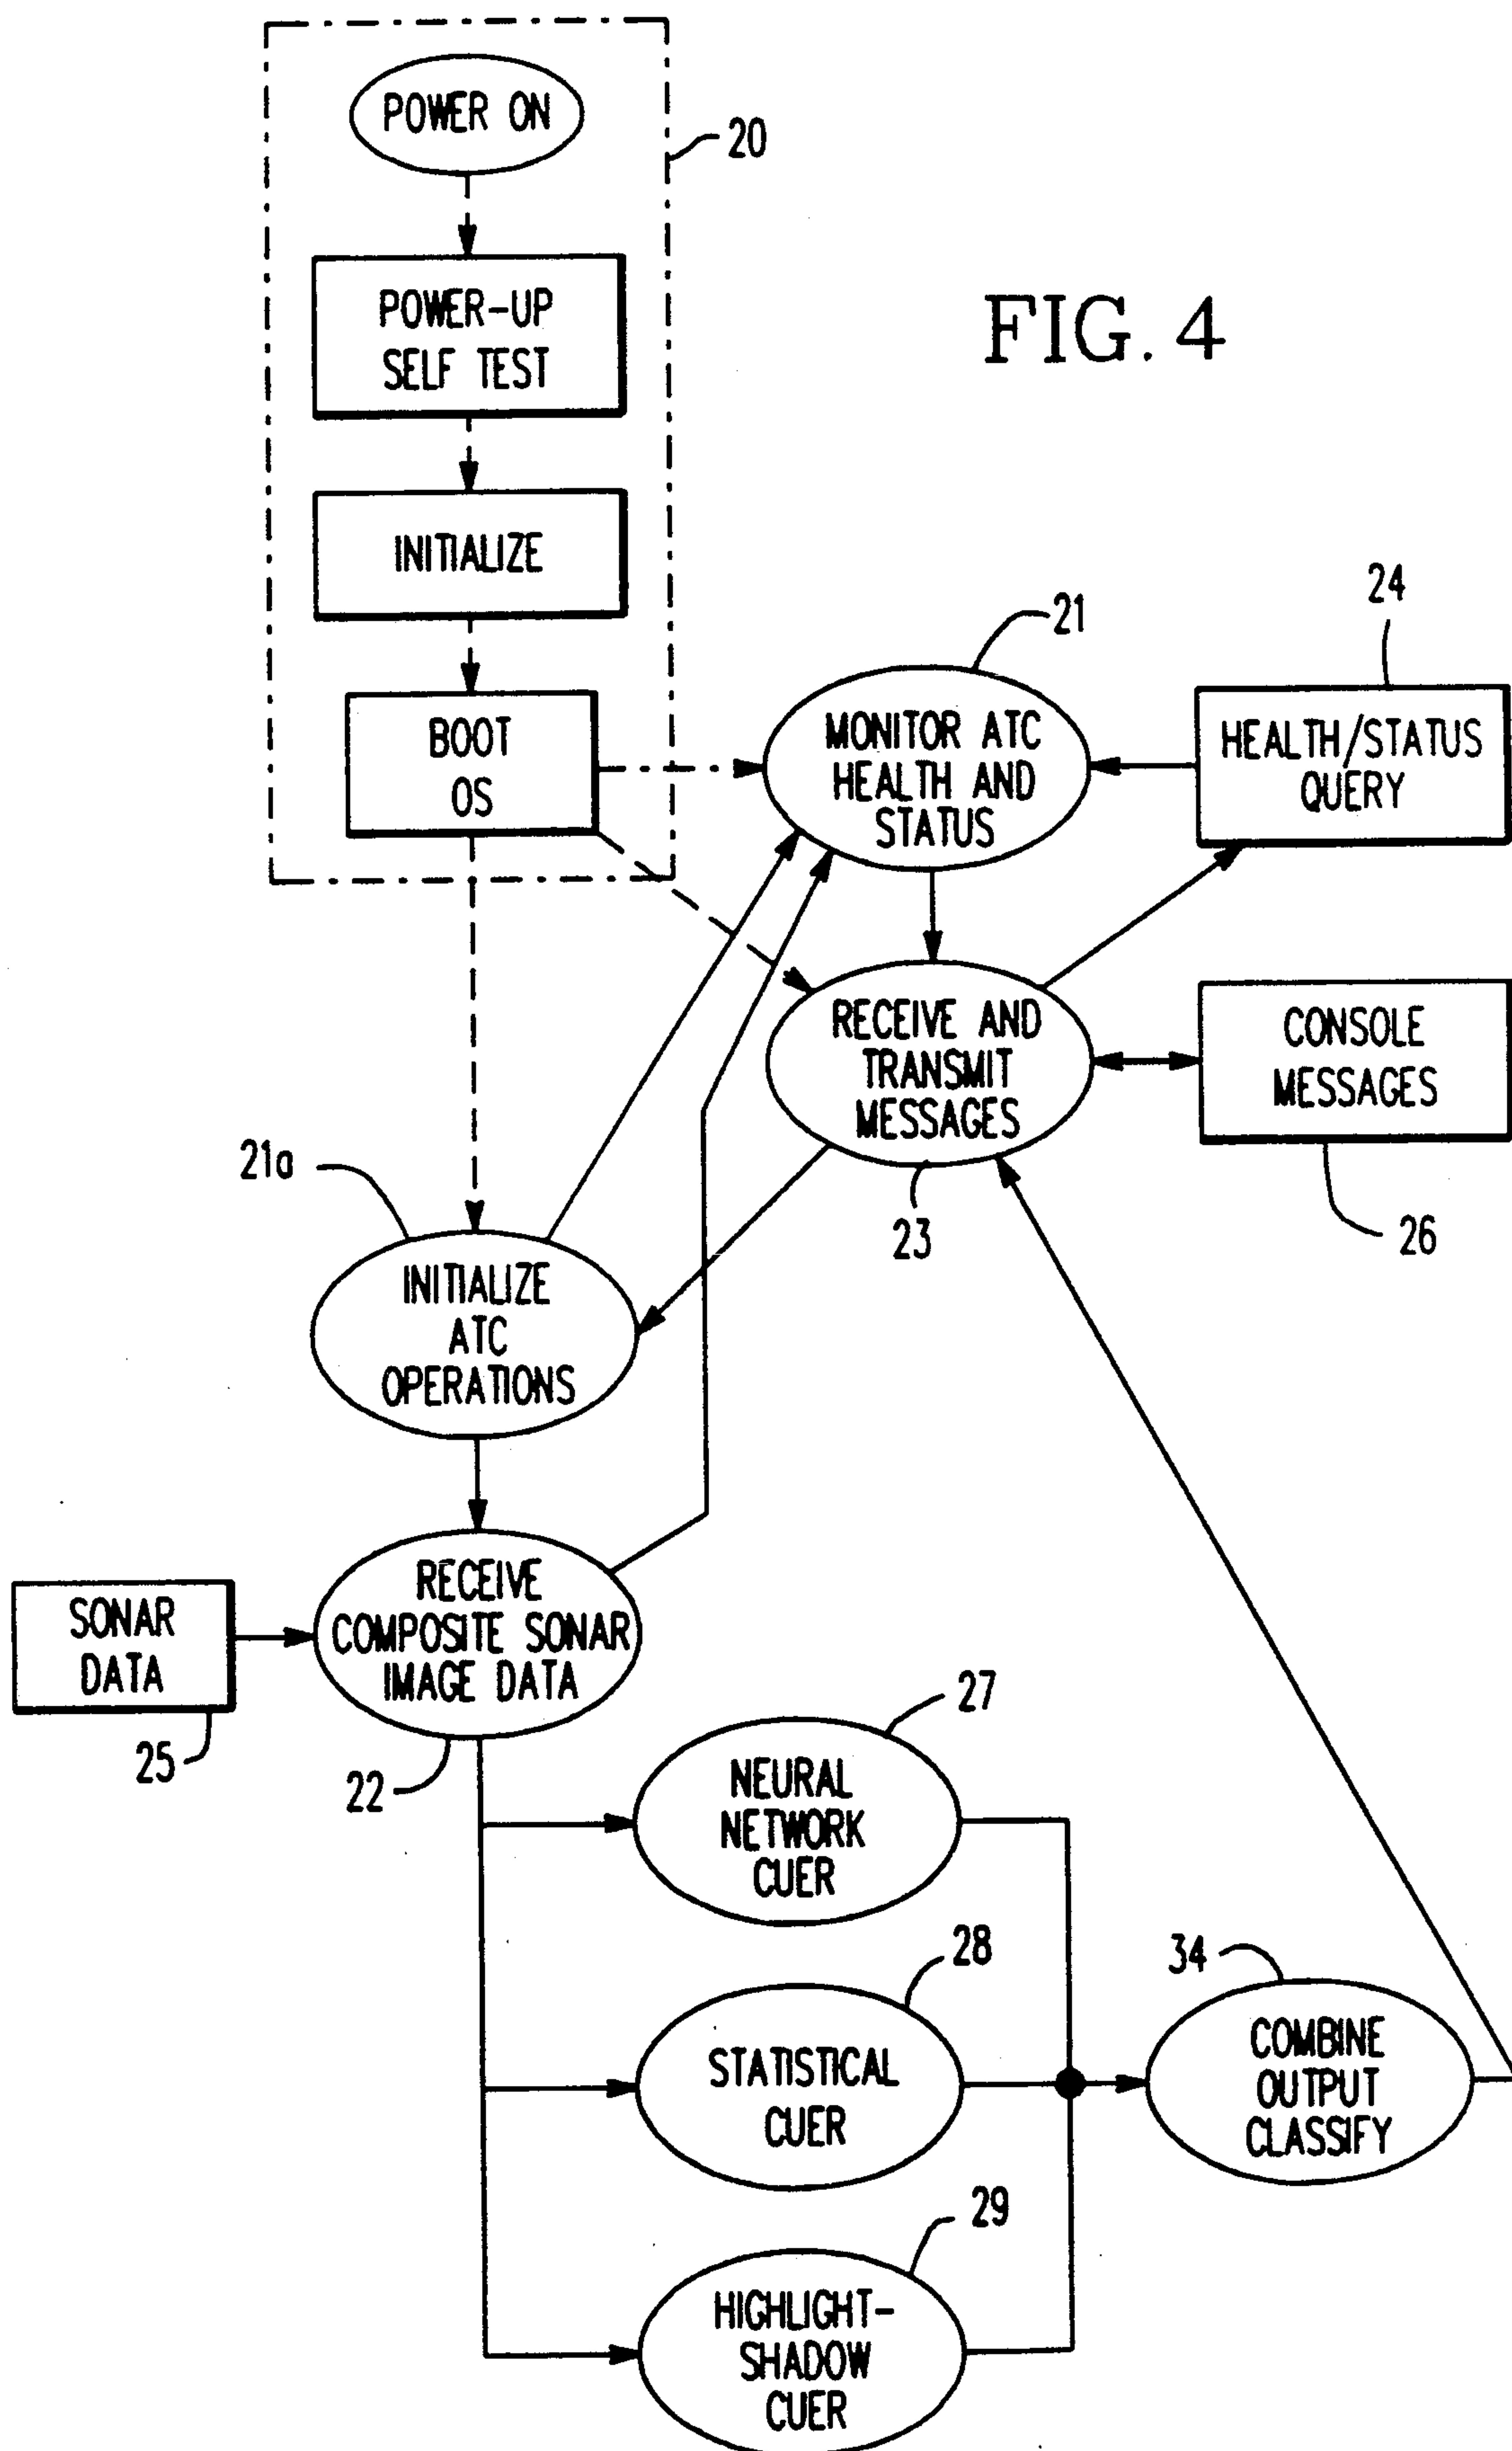 POWER ON
20
POWER-UP
SELF TEST
FIG. 4
INITIALIZE
BOOT
OS
21
MONITOR ATC
HEALTH AND
STATUS
24
HEALTH/STATUS
QUERY
RECEIVE AND
TRANSMIT
MESSAGES
23
CONSOLE
MESSAGES
26
21a
INITIALIZE
ATC
OPERATIONS
SONAR
DATA
25
RECEIVE
COMPOSITE SONAR
IMAGE DATA
22
27
NEURAL
NETWORK
CUER
28
STATISTICAL
CUER
34
COMBINE
OUTPUT
CLASSIFY
29
HIGHLIGHT-
SHADOW
CUER